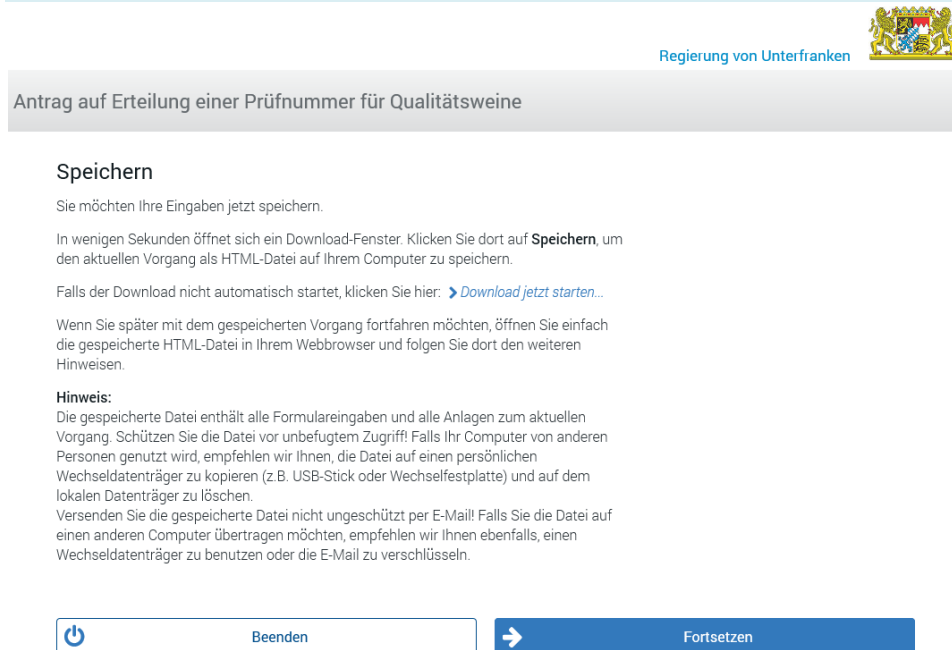 Regierung von Unterfranken
Antrag auf Erteilung einer Prüfnummer für Qualitätsweine
Speichern
Sie möchten Ihre Eingaben jetzt speichern.
In wenigen Sekunden öffnet sich ein Download-Fenster. Klicken Sie dort auf Speichern, um
den aktuellen Vorgang als HTML-Datei auf Ihrem Computer zu speichern.
Falls der Download nicht automatisch startet, klicken Sie hier: Download jetzt starten...
Wenn Sie später mit dem gespeicherten Vorgang fortfahren möchten, öffnen Sie einfach
die gespeicherte HTML-Datei in Ihrem Webbrowser und folgen Sie dort den weiteren
Hinweisen.
Hinweis:
Die gespeicherte Datei enthält alle Formulareingaben und alle Anlagen zum aktuellen
Vorgang. Schützen Sie die Datei vor unbefugtem Zugriff! Falls Ihr Computer von anderen
Personen genutzt wird, empfehlen wir Ihnen, die Datei auf einen persönlichen
Wechseldatenträger zu kopieren (z.B. USB-Stick oder Wechselfestplatte) und auf dem
lokalen Datenträger zu löschen.
Versenden Sie die gespeicherte Datei nicht ungeschützt per E-Mail! Falls Sie die Datei auf
einen anderen Computer übertragen möchten, empfehlen wir Ihnen ebenfalls, einen
Wechseldatenträger zu benutzen oder die E-Mail zu verschlüsseln.
Beenden
Fortsetzen